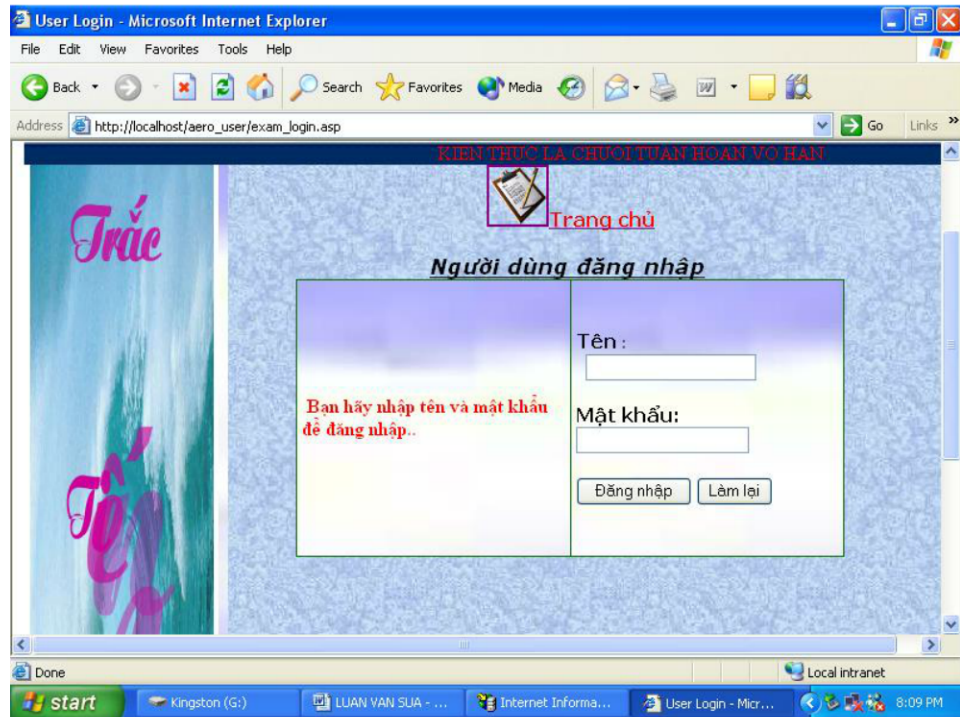 User Login - Microsoft Internet Explorer
File Edit View Favorites Tools Help
Back Search Favorites Media
Address http://localhost/aero_user/exam_login.asp Go Links »
KIEN THUC LA CHUOI TUAN HOAN VO HAN
Trang chủ
Trắc
Người dùng đăng nhập
Tên :
Bạn hãy nhập tên và mật khẩu
để đăng nhập..
Mật khẩu:
Đăng nhập Làm lại
Done Local intranet
start Kingston (G:) LUAN VAN SUA - ... Internet Informa... User Login - Micr... 8:09 PM